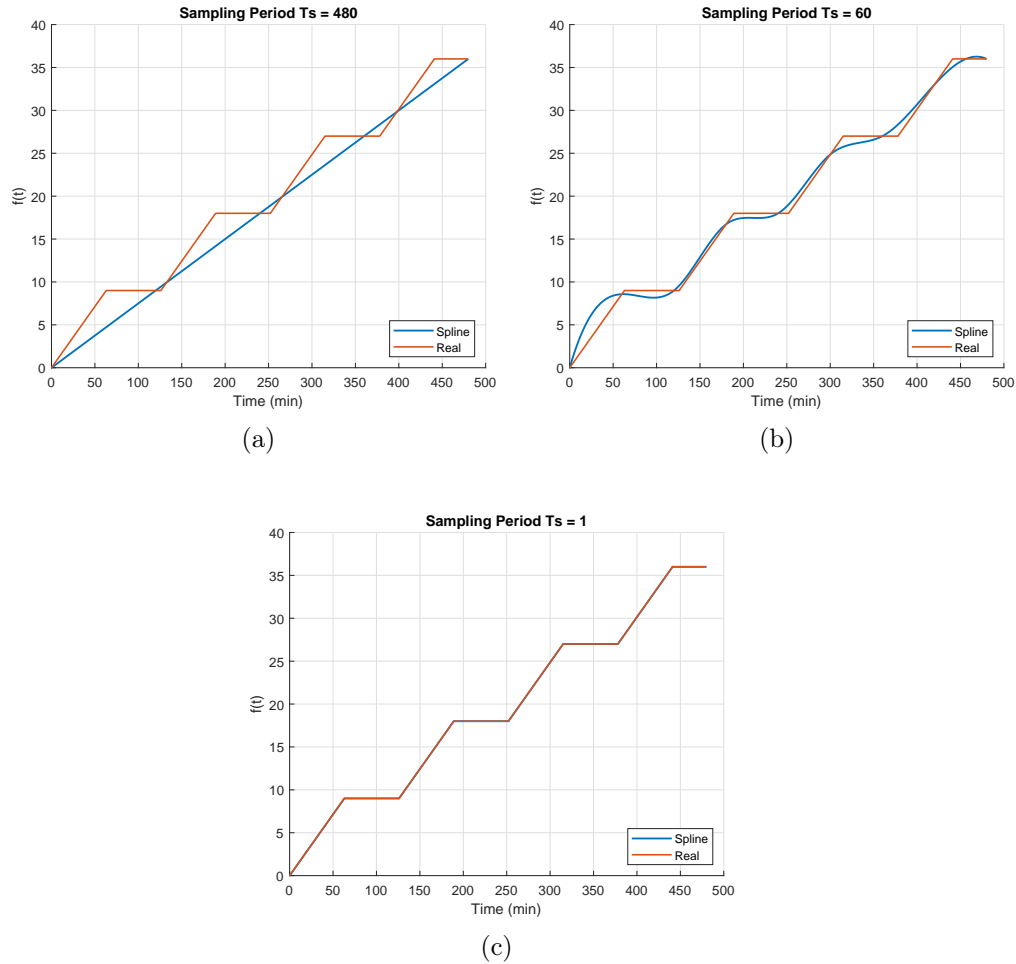 Sampling Period Ts = 480
40
35
30
25
20
15
10
5
0
f(t)
Spline
Real
0 50 100 150 200 250 300 350 400 450 500
Time (min)
(a)
Sampling Period Ts = 60
40
35
30
25
20
15
10
5
0
f(t)
Spline
Real
0 50 100 150 200 250 300 350 400 450 500
Time (min)
(b)
Sampling Period Ts = 1
40
35
30
25
20
15
10
5
0
f(t)
Spline
Real
0 50 100 150 200 250 300 350 400 450 500
Time (min)
(c)